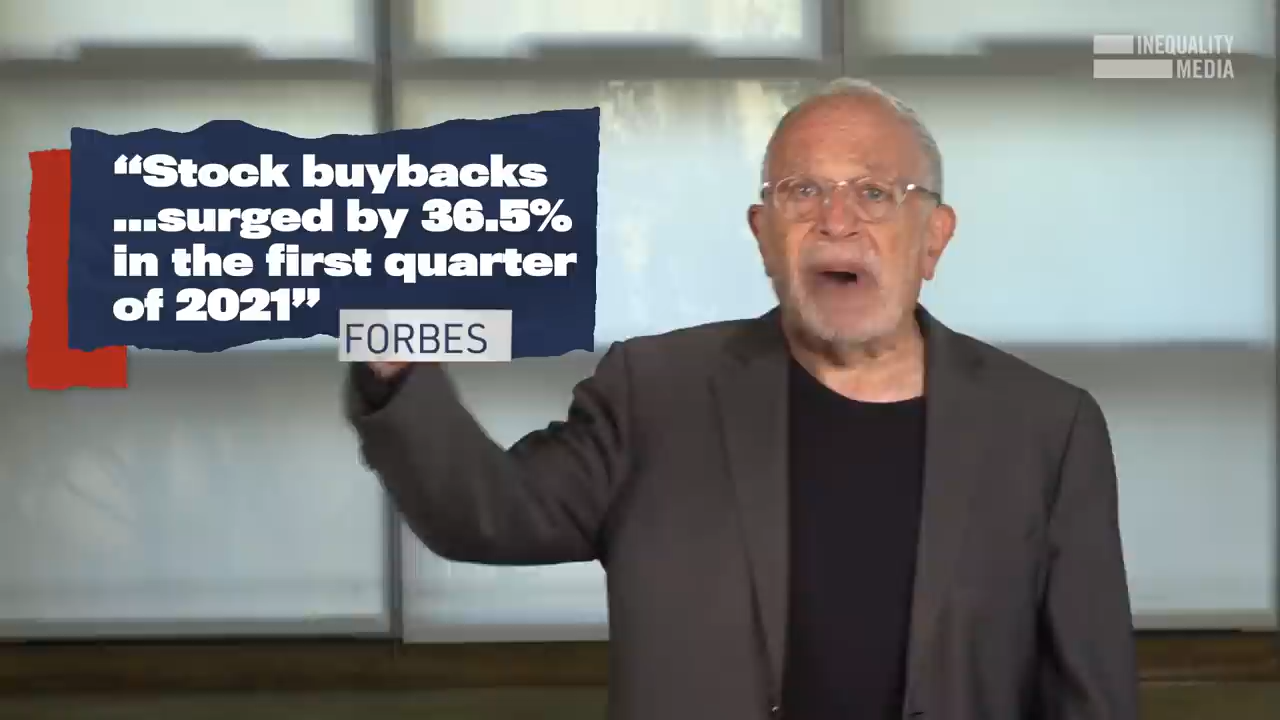 INEQUALITY
MEDIA
“Stock buybacks
...surged by 36.5%
in the first quarter
of 2021”
FORBES